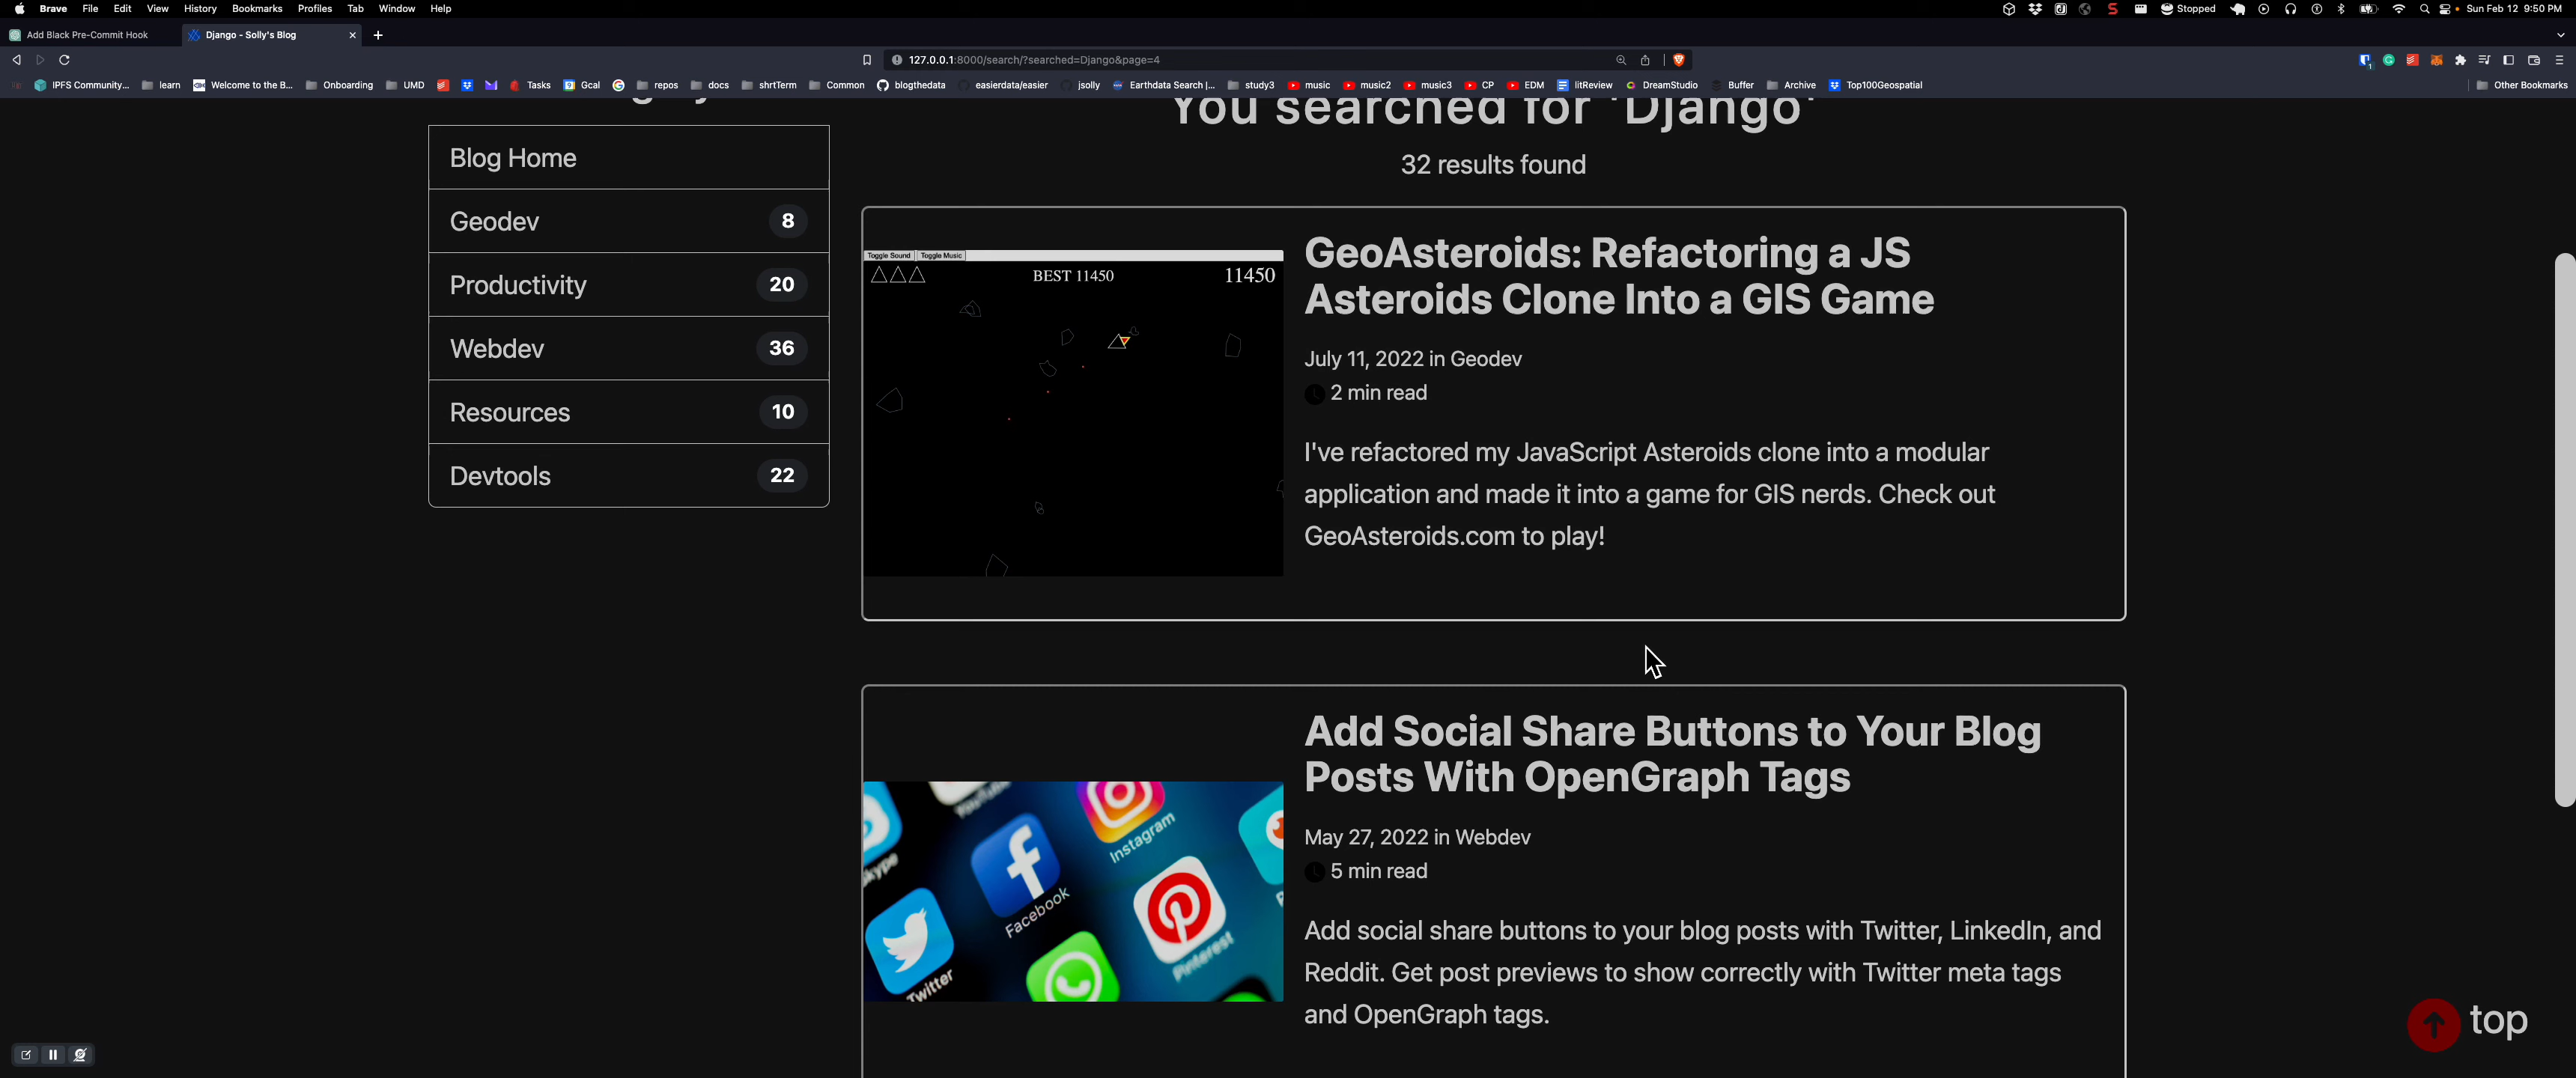 Brave File Edit View History Bookmarks Profiles Tab Window Help
Stopped
Sun Feb 12 9:50 PM
Add Black Pre-Commit Hook
Django - Solly's Blog
127.0.0.1:8000/search/?searched=Django&page=4
IPFS Community... learn Welcome to the B... Onboarding UMD Tasks Gcal repos docs shrtTerm Common blogthedata easierdata/easier jsolly Earthdata Search |... study3 music music2 music3 CP EDM litReview DreamStudio Buffer Archive Top100Geospatial Other Bookmarks
You searched for 'Django'
32 results found
Blog Home
Geodev 8
Productivity 20
Webdev 36
Resources 10
Devtools 22
Toggle Sound Toggle Music
BEST 11450 11450
GeoAsteroids: Refactoring a JS
Asteroids Clone Into a GIS Game
July 11, 2022 in Geodev
2 min read
I've refactored my JavaScript Asteroids clone into a modular
application and made it into a game for GIS nerds. Check out
GeoAsteroids.com to play!
YouTube
Instagram
Skype
Facebook
Pinterest
Twitter
Add Social Share Buttons to Your Blog
Posts With OpenGraph Tags
May 27, 2022 in Webdev
5 min read
Add social share buttons to your blog posts with Twitter, LinkedIn, and
Reddit. Get post previews to show correctly with Twitter meta tags
and OpenGraph tags.
top